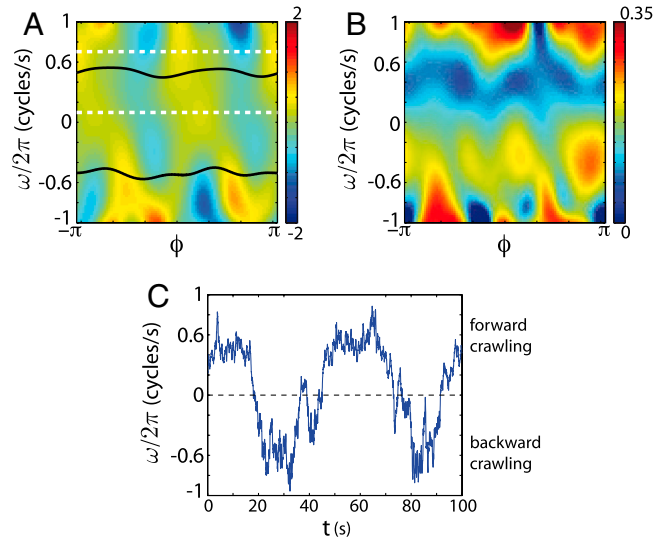 A
B
ω/2π (cycles/s)
1
0.6
0
-0.6
-1
-π
ϕ
π
2
-2
ω/2π (cycles/s)
1
0.6
0
-0.6
-1
-π
ϕ
π
0.35
0
C
ω/2π (cycles/s)
1
0.6
0
-0.6
-1
0 20 40 60 80 100
t (s)
forward
crawling
backward
crawling